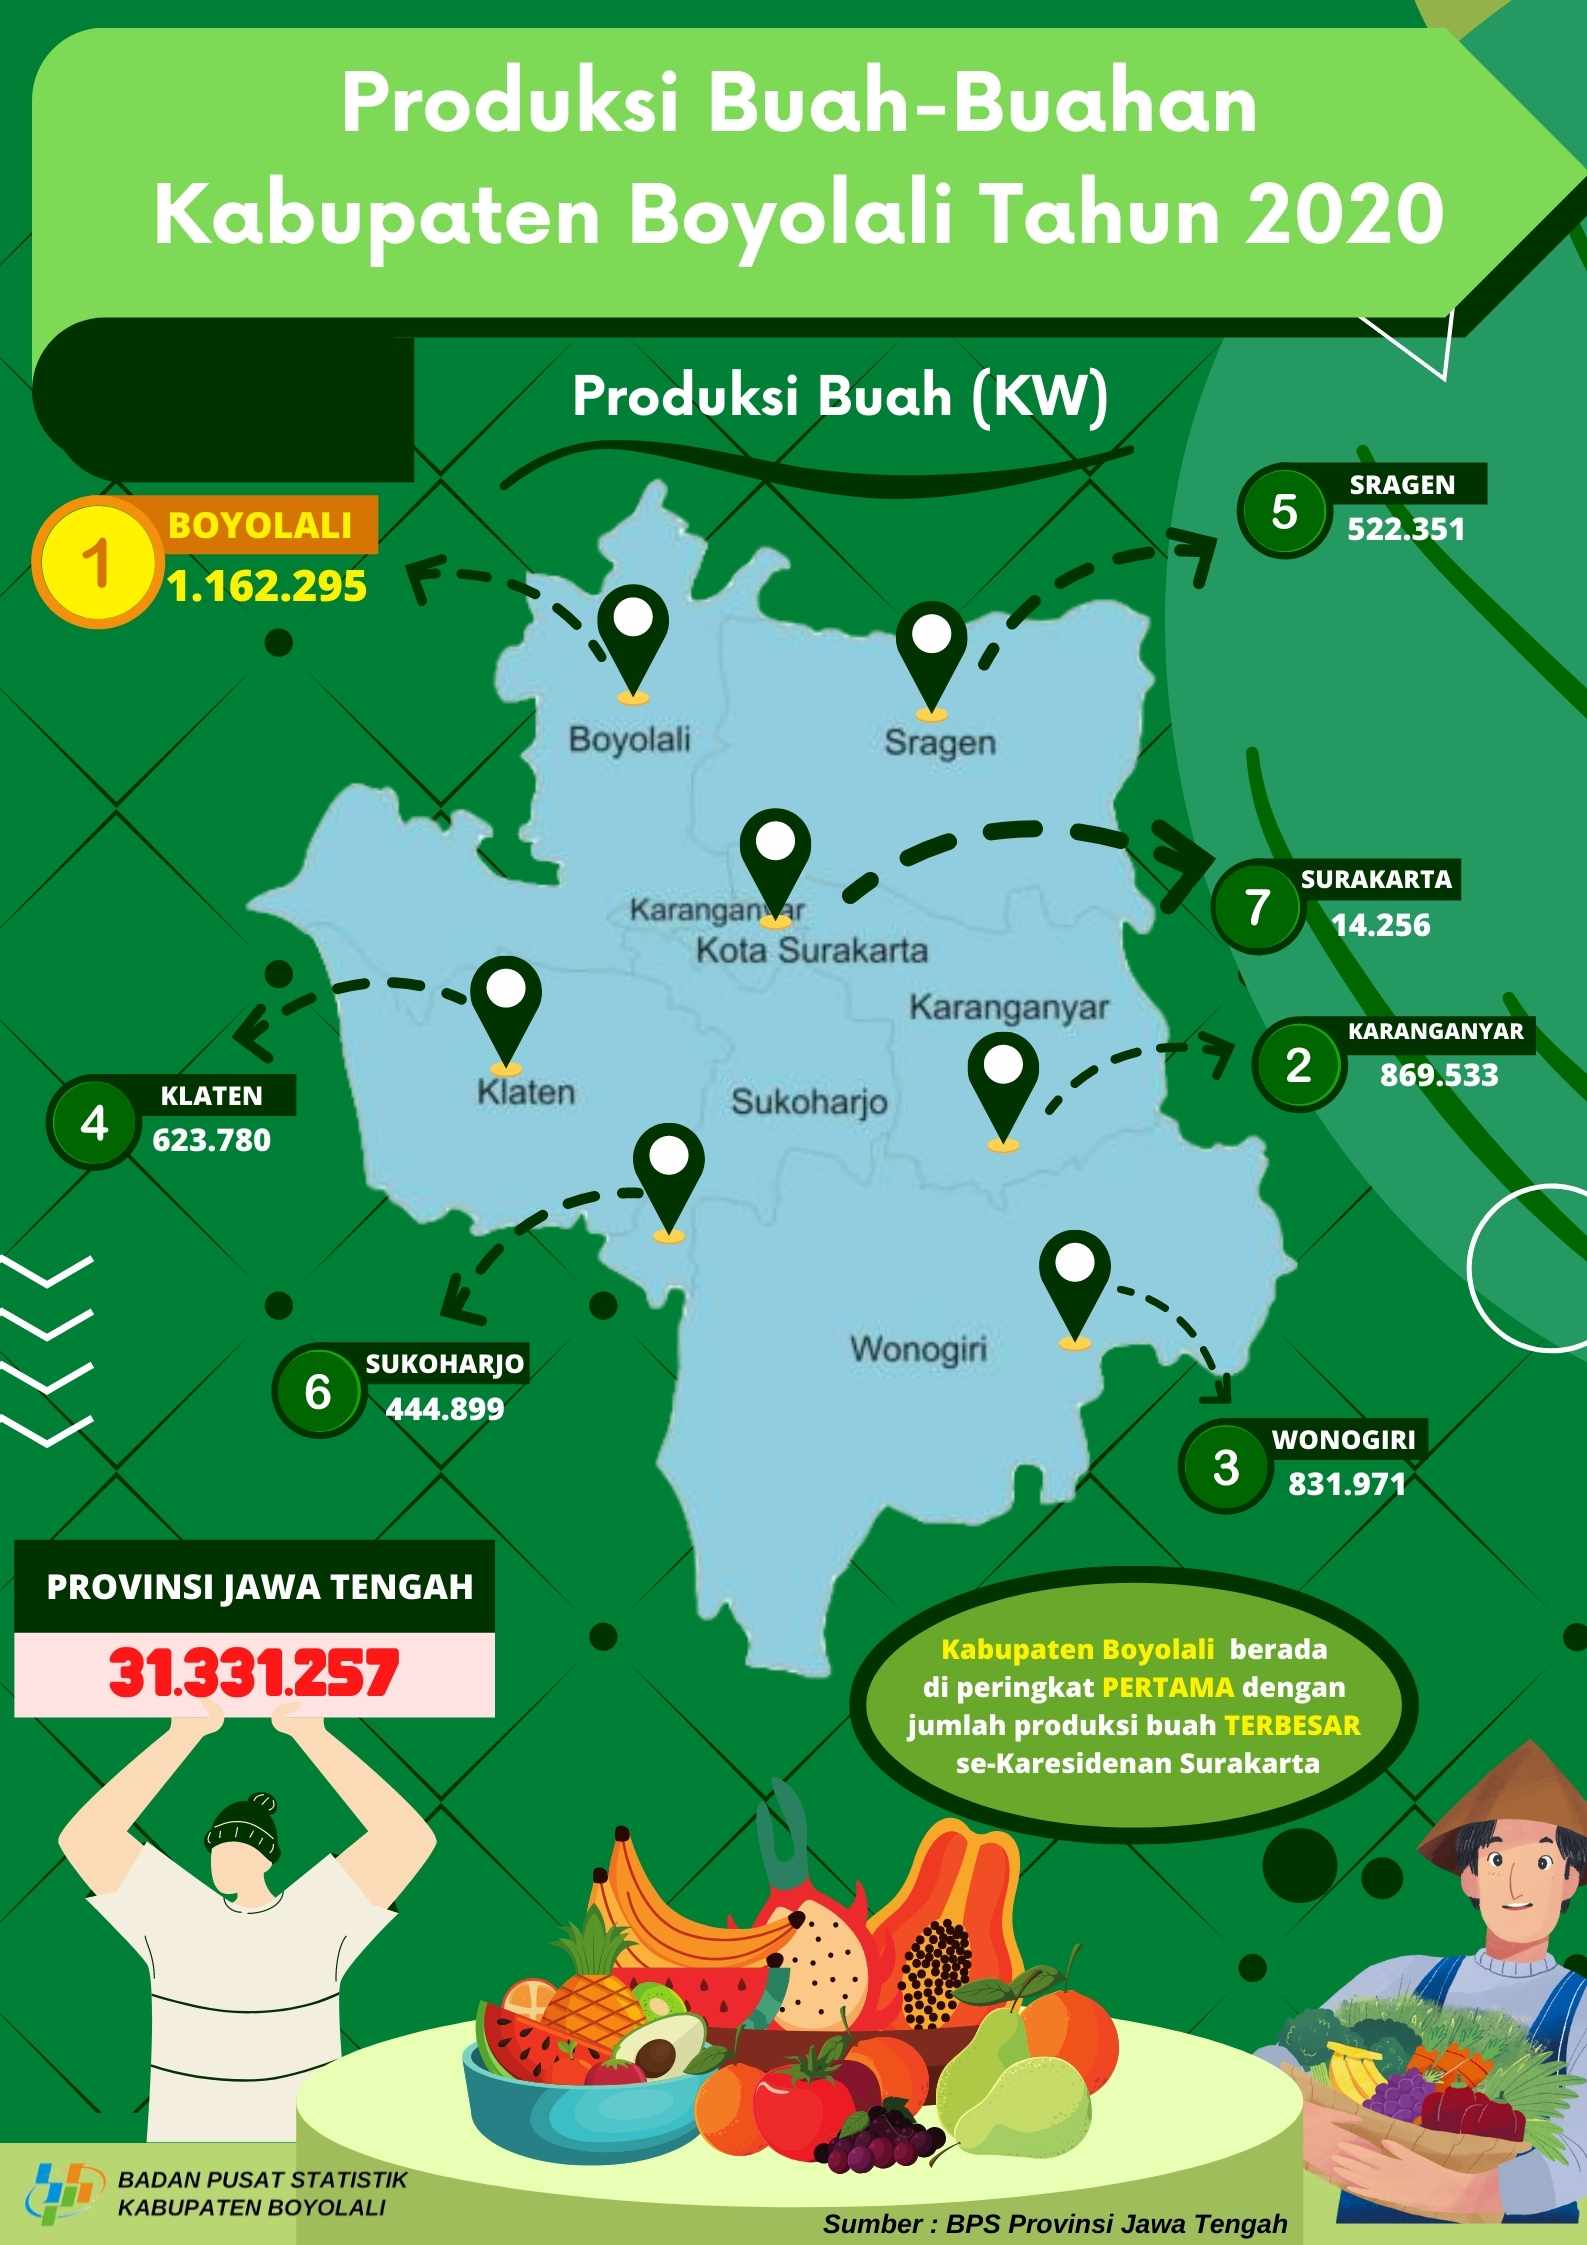 Produksi Buah-Buahan
Kabupaten Boyolali Tahun 2020
Produksi Buah (KW)
1
BOYOLALI
1.162.295
5
SRAGEN
522.351
Boyolali
Sragen
7
SURAKARTA
14.256
Karanganyar
Kota Surakarta
Karanganyar
2
KARANGANYAR
869.533
4
KLATEN
623.780
Klaten
Sukoharjo
6
SUKOHARJO
444.899
Wonogiri
3
WONOGIRI
831.971
PROVINSI JAWA TENGAH
31.331.257
Kabupaten Boyolali berada
di peringkat PERTAMA dengan
jumlah produksi buah TERBESAR
se-Karesidenan Surakarta
BADAN PUSAT STATISTIK
KABUPATEN BOYOLALI
Sumber : BPS Provinsi Jawa Tengah